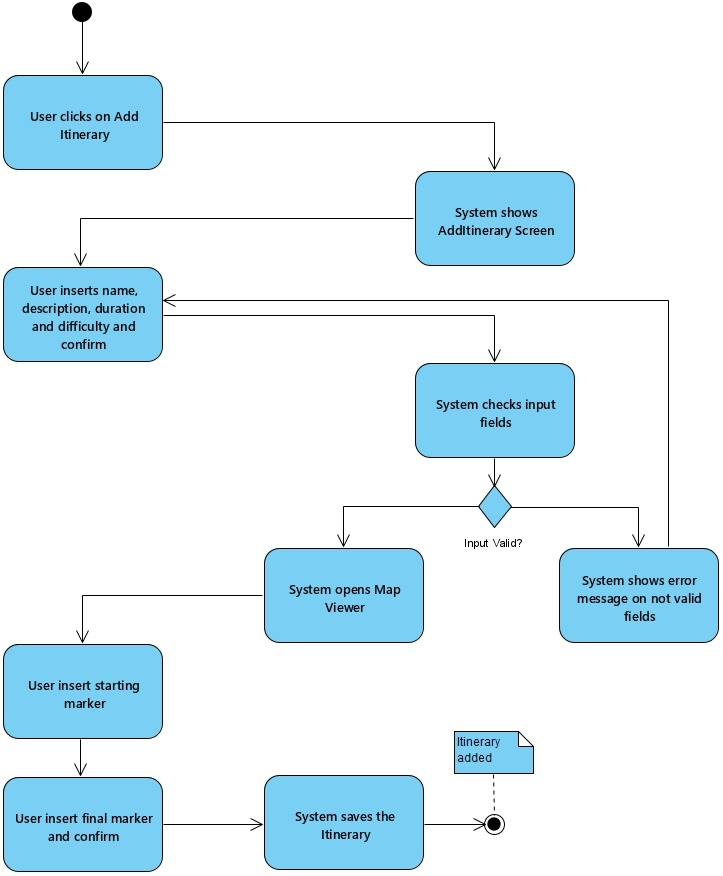 User clicks on Add
Itinerary
System shows
AddItinerary Screen
User inserts name,
description, duration
and difficulty and
confirm
System checks input
fields
Input Valid?
System opens Map
Viewer
System shows error
message on not valid
fields
User insert starting
marker
Itinerary
added
User insert final marker
and confirm
System saves the
Itinerary